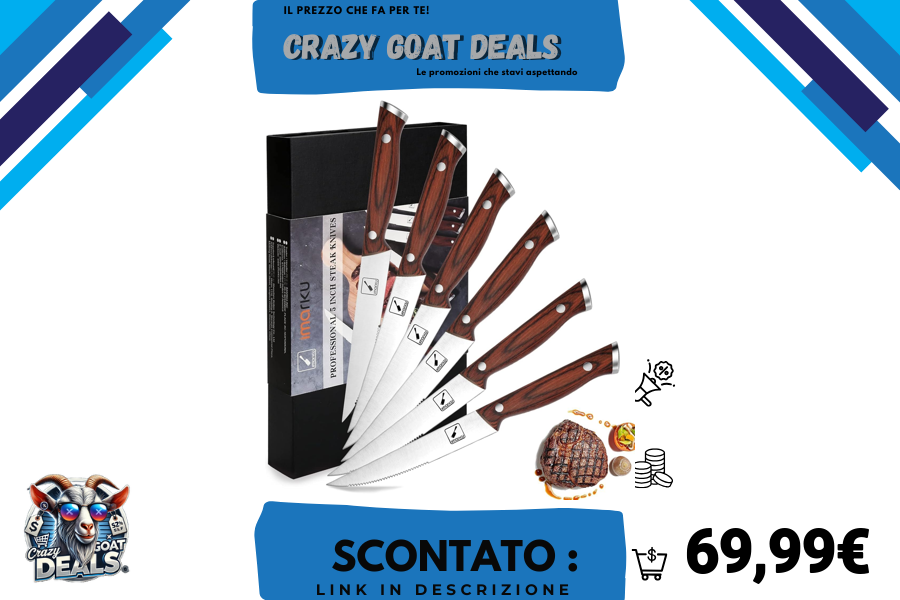 IL PREZZO CHE FA PER TE!
CRAZY GOAT DEALS
Le promozioni che stavi aspettando
imarku
PROFESSIONAL 5 INCH STEAK KNIVES
$
Crazy
GOAT
DEALS
SCONTATO :
69,99€
LINK IN DESCRIZIONE